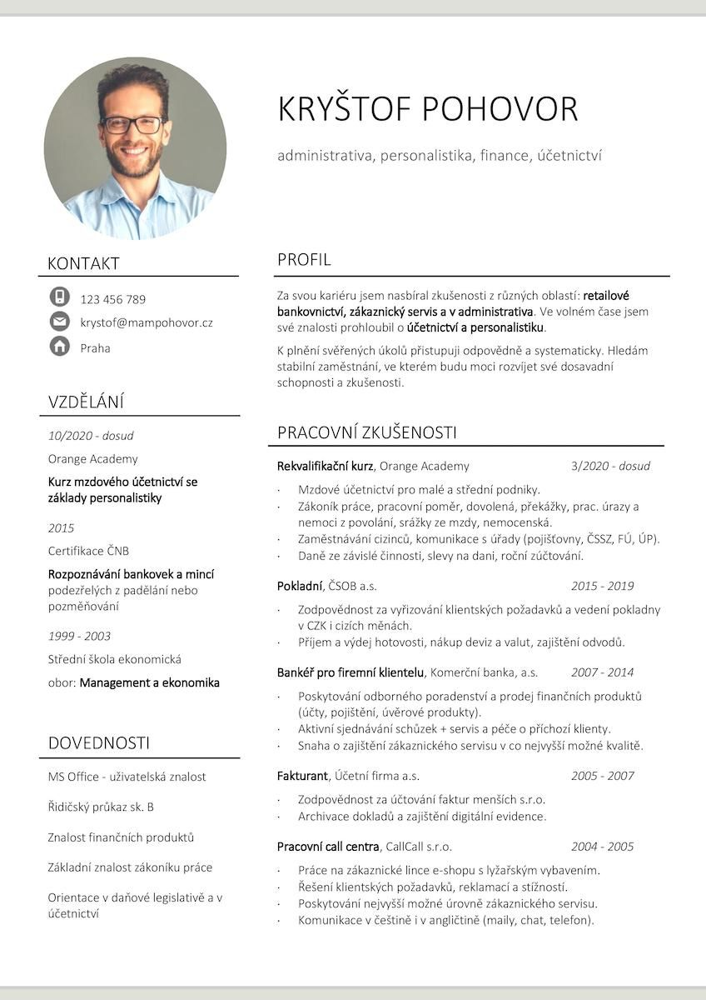 KRYŠTOF POHOVOR
administrativa, personalistika, finance, účetnictví
KONTAKT
123 456 789
krystof@mampohovor.cz
Praha
VZDĚLÁNÍ
10/2020 - dosud
Orange Academy
Kurz mzdového účetnictví se
základy personalistiky
2015
Certifikace ČNB
Rozpoznávání bankovek a mincí
podezřelých z padělání nebo
pozměňování
1999 - 2003
Střední škola ekonomická
obor: Management a ekonomika
DOVEDNOSTI
MS Office - uživatelská znalost
Řidičský průkaz sk. B
Znalost finančních produktů
Základní znalost zákoníku práce
Orientace v daňové legislativě a v
účetnictví
PROFIL
Za svou kariéru jsem nasbíral zkušenosti z různých oblastí: retailové
bankovnictví, zákaznický servis a v administrativa. Ve volném čase jsem
své znalosti prohloubil o účetnictví a personalistiku.
K plnění svěřených úkolů přistupuji odpovědně a systematicky. Hledám
stabilní zaměstnání, ve kterém budu moci rozvíjet své dosavadní
schopnosti a zkušenosti.
PRACOVNÍ ZKUŠENOSTI
Rekvalifikační kurz, Orange Academy 3/2020 - dosud
· Mzdové účetnictví pro malé a střední podniky.
· Zákoník práce, pracovní poměr, dovolená, překážky, prac. úrazy a
nemoci z povolání, srážky ze mzdy, nemocenská.
· Zaměstnávání cizinců, komunikace s úřady (pojišťovny, ČSSZ, FÚ, ÚP).
· Daně ze závislé činnosti, slevy na dani, roční zúčtování.
Pokladní, ČSOB a.s. 2015 - 2019
· Zodpovědnost za vyřizování klientských požadavků a vedení pokladny
v CZK i cizích měnách.
· Příjem a výdej hotovosti, nákup deviz a valut, zajištění odvodů.
Bankéř pro firemní klientelu, Komerční banka, a.s. 2007 - 2014
· Poskytování odborného poradenství a prodej finančních produktů
(účty, pojištění, úvěrové produkty).
· Aktivní sjednávání schůzek + servis a péče o příchozí klienty.
· Snaha o zajištění zákaznického servisu v co nejvyšší možné kvalitě.
Fakturant, Účetní firma a.s. 2005 - 2007
· Zodpovědnost za účtování faktur menších s.r.o.
· Archivace dokladů a zajištění digitální evidence.
Pracovní call centra, CallCall s.r.o. 2004 - 2005
· Práce na zákaznické lince e-shopu s lyžařským vybavením.
· Řešení klientských požadavků, reklamací a stížností.
· Poskytování nejvyšší možné úrovně zákaznického servisu.
· Komunikace v češtině i v angličtině (maily, chat, telefon).